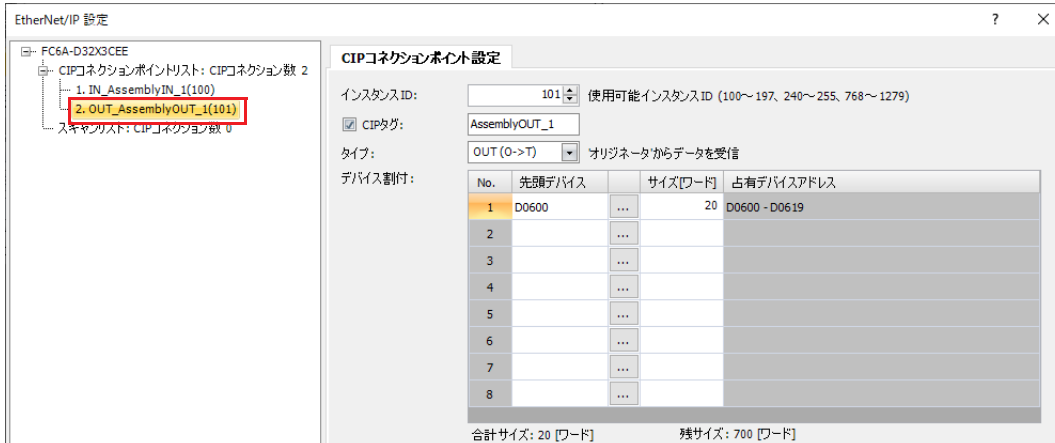 EtherNet/IP 設定
? ×
FC6A-D32X3CEE
CIPコネクションポイントリスト: CIPコネクション数 2
1. IN_AssemblyIN_1(100)
2. OUT_AssemblyOUT_1(101)
スキャンリスト: CIPコネクション数 0
CIPコネクションポイント設定
インスタンスID: 101 使用可能インスタンスID (100~197、240~255、768~1279)
CIPタグ: AssemblyOUT_1
タイプ: OUT (O->T) オリジネータからデータを受信
デバイス割付:
No. 先頭デバイス サイズ[ワード] 占有デバイスアドレス
1 D0600 ... 20 D0600 - D0619
2 ...
3 ...
4 ...
5 ...
6 ...
7 ...
8 ...
合計サイズ: 20 [ワード] 残サイズ: 700 [ワード]